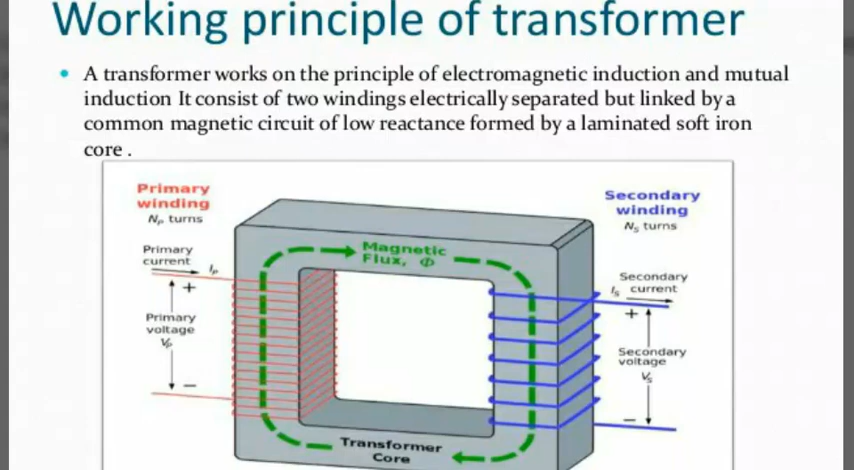 Working principle of transformer
• A transformer works on the principle of electromagnetic induction and mutual
induction It consist of two windings electrically separated but linked by a
common magnetic circuit of low reactance formed by a laminated soft iron
core .
Primary
winding
Nₚ turns
Primary
current
Iₚ
+
Primary
voltage
Vₚ
−
Magnetic
Flux, Φ
Transformer
Core
Secondary
winding
Nₛ turns
Secondary
Iₛ current
+
Secondary
voltage
Vₛ
−